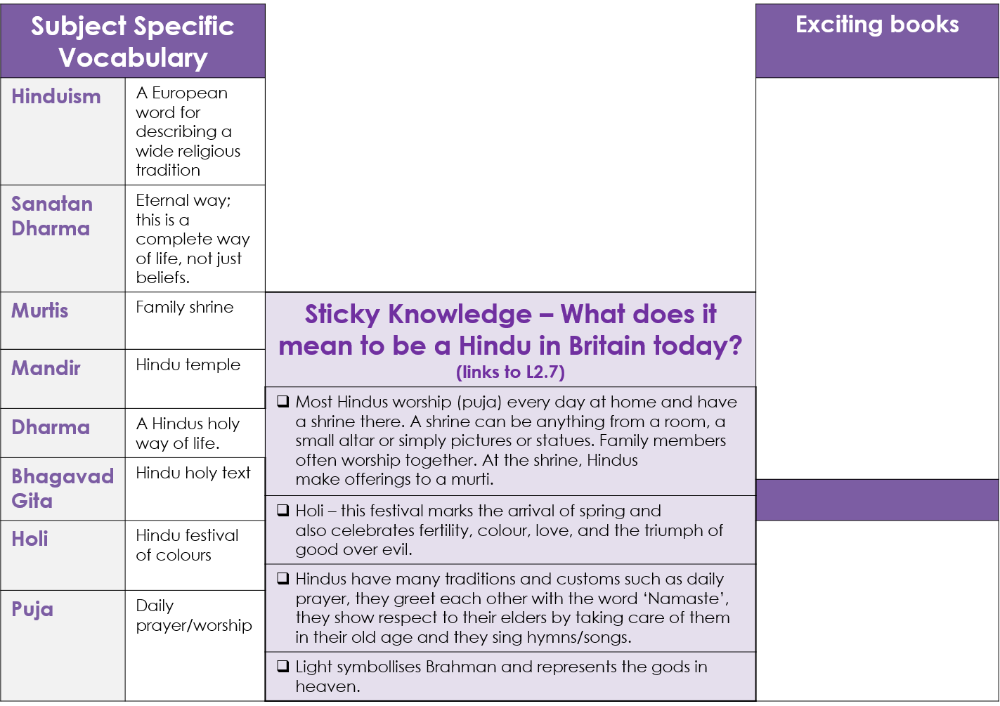 Subject Specific
Vocabulary
Hinduism
A European
word for
describing a
wide religious
tradition
Sanatan
Dharma
Eternal way;
this is a
complete way
of life, not just
beliefs.
Murtis
Family shrine
Mandir
Hindu temple
Dharma
A Hindus holy
way of life.
Bhagavad
Gita
Hindu holy text
Holi
Hindu festival
of colours
Puja
Daily
prayer/worship
Sticky Knowledge – What does it
mean to be a Hindu in Britain today?
(links to L2.7)
❑ Most Hindus worship (puja) every day at home and have
a shrine there. A shrine can be anything from a room, a
small altar or simply pictures or statues. Family members
often worship together. At the shrine, Hindus
make offerings to a murti.
❑ Holi – this festival marks the arrival of spring and
also celebrates fertility, colour, love, and the triumph of
good over evil.
❑ Hindus have many traditions and customs such as daily
prayer, they greet each other with the word ‘Namaste’,
they show respect to their elders by taking care of them
in their old age and they sing hymns/songs.
❑ Light symbollises Brahman and represents the gods in
heaven.
Exciting books